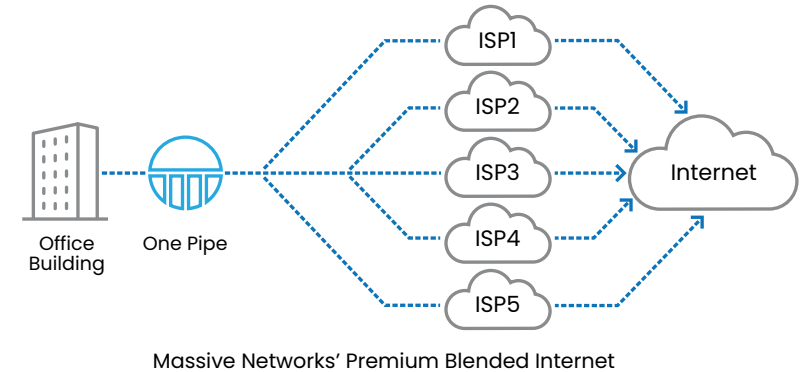 ISP1
ISP2
ISP3
Internet
ISP4
Office
Building
One Pipe
ISP5
Massive Networks’ Premium Blended Internet